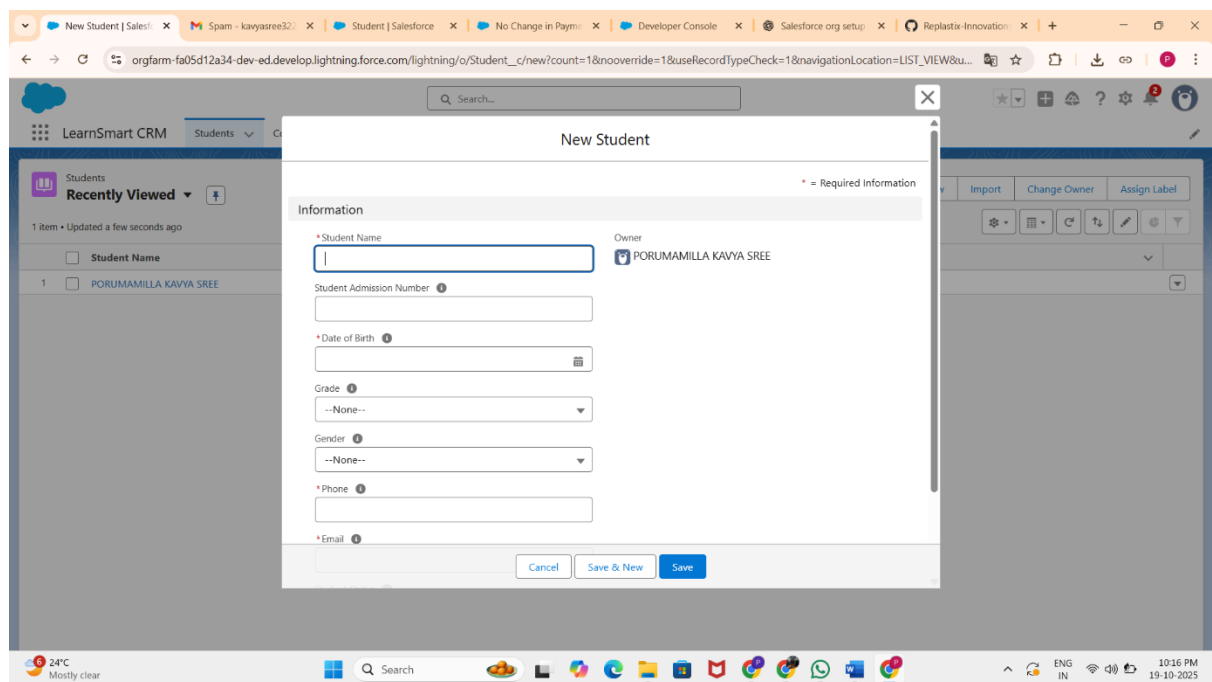 New Student | Salesfc
Spam - kavyasree322
Student | Salesforce
No Change in Payme
Developer Console
Salesforce org setup
Replastix-Innovation
orgfarm-fa05d12a34-dev-ed.develop.lightning.force.com/lightning/o/Student__c/new?count=1&nooverride=1&useRecordTypeCheck=1&navigationLocation=LIST_VIEW&u...
P
Search...
2
LearnSmart CRM
Students
New Student
* = Required Information
Students
Recently Viewed
Import
Change Owner
Assign Label
1 item • Updated a few seconds ago
Information
*Student Name
Owner
PORUMAMILLA KAVYA SREE
Student Name
1 PORUMAMILLA KAVYA SREE
Student Admission Number
*Date of Birth
Grade
--None--
Gender
--None--
*Phone
*Email
Cancel
Save & New
Save
6
24°C
Mostly clear
Search
ENG
IN
10:16 PM
19-10-2025